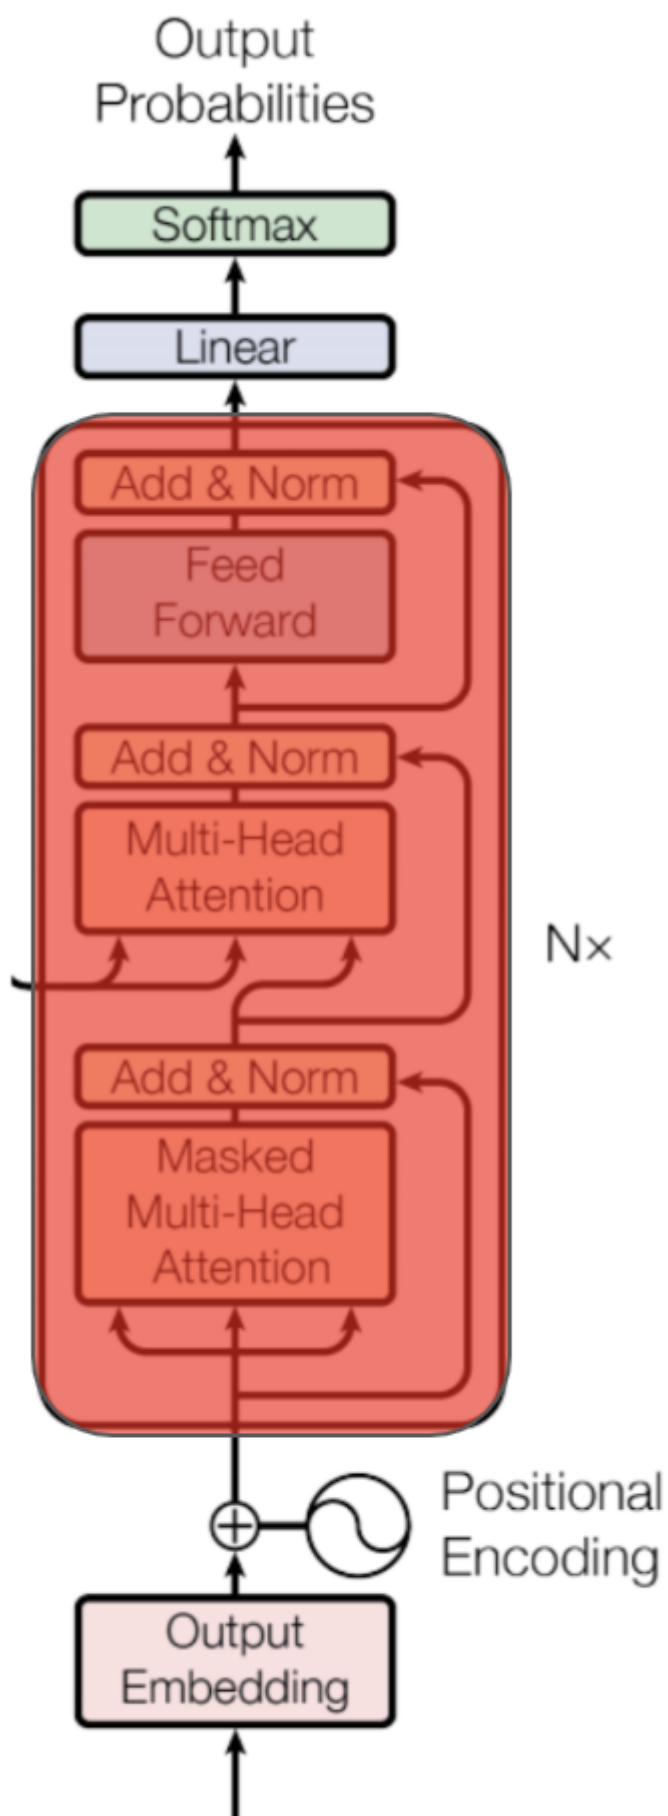 Output
Probabilities
Softmax
Linear
Add & Norm
Feed
Forward
Add & Norm
Multi-Head
Attention
N×
Add & Norm
Masked
Multi-Head
Attention
Positional
Encoding
Output
Embedding